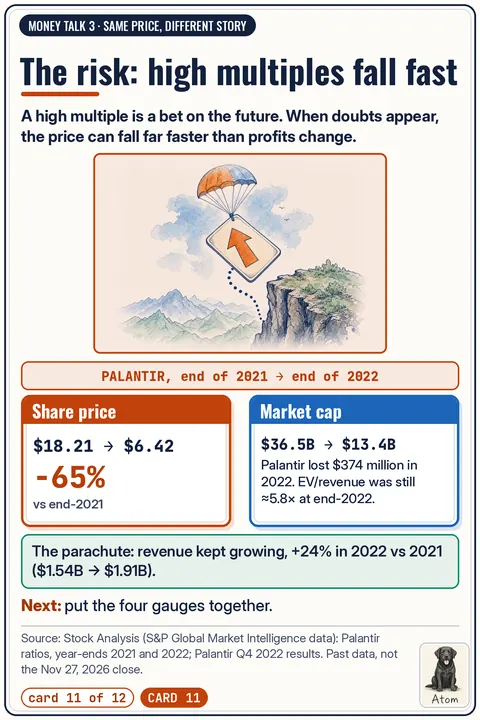 MONEY TALK 3 · SAME PRICE, DIFFERENT STORY
The risk: high multiples fall fast
A high multiple is a bet on the future. When doubts appear,
the price can fall far faster than profits change.
PALANTIR, end of 2021 → end of 2022
Share price
$18.21 → $6.42
-65%
vs end-2021
Market cap
$36.5B → $13.4B
Palantir lost $374 million in
2022. EV/revenue was still
≈5.8× at end-2022.
The parachute: revenue kept growing, +24% in 2022 vs 2021
($1.54B → $1.91B).
Next: put the four gauges together.
Source: Stock Analysis (S&P Global Market Intelligence data): Palantir
ratios, year-ends 2021 and 2022; Palantir Q4 2022 results. Past data, not
the Nov 27, 2026 close.
card 11 of 12
CARD 11
Atom